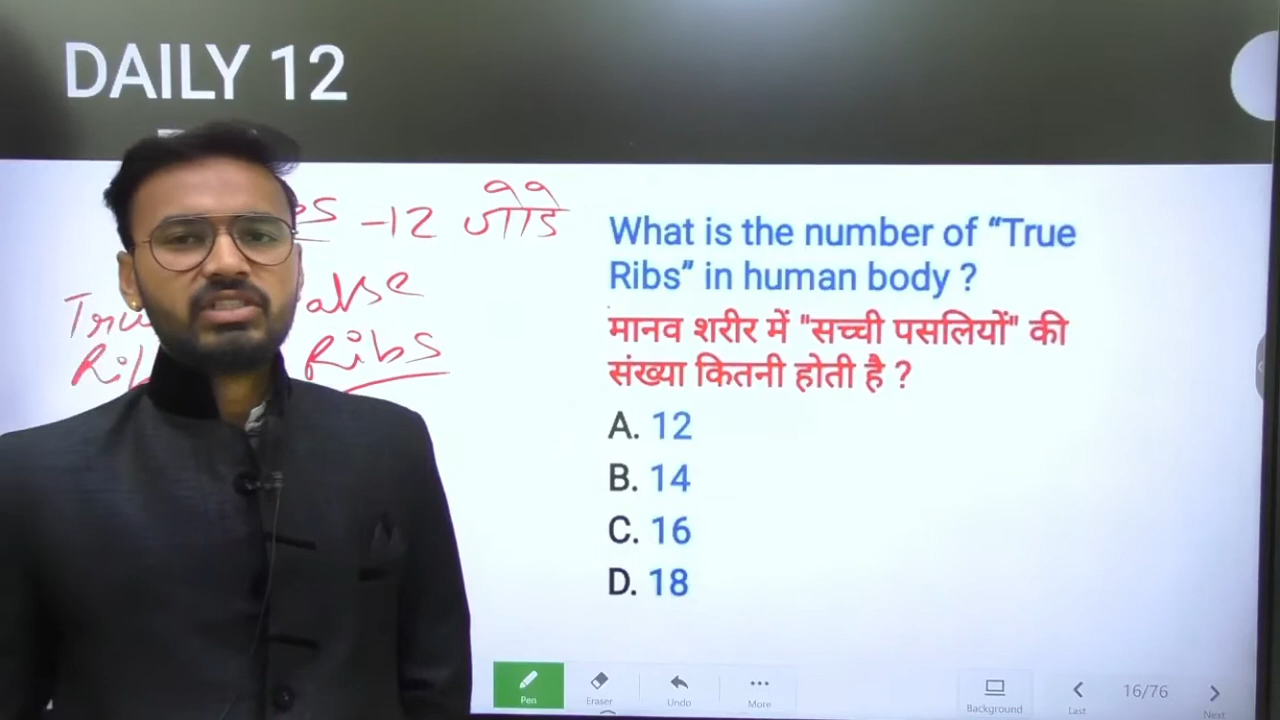 DAILY 12
-12 जोडे
What is the number of “True
Ribs” in human body ?
Ribs
मानव शरीर में "सच्ची पसलियों" की
संख्या कितनी होती है ?
A. 12
B. 14
C. 16
D. 18
Pen
Eraser
Undo
More
Background
Last
16/76
Next